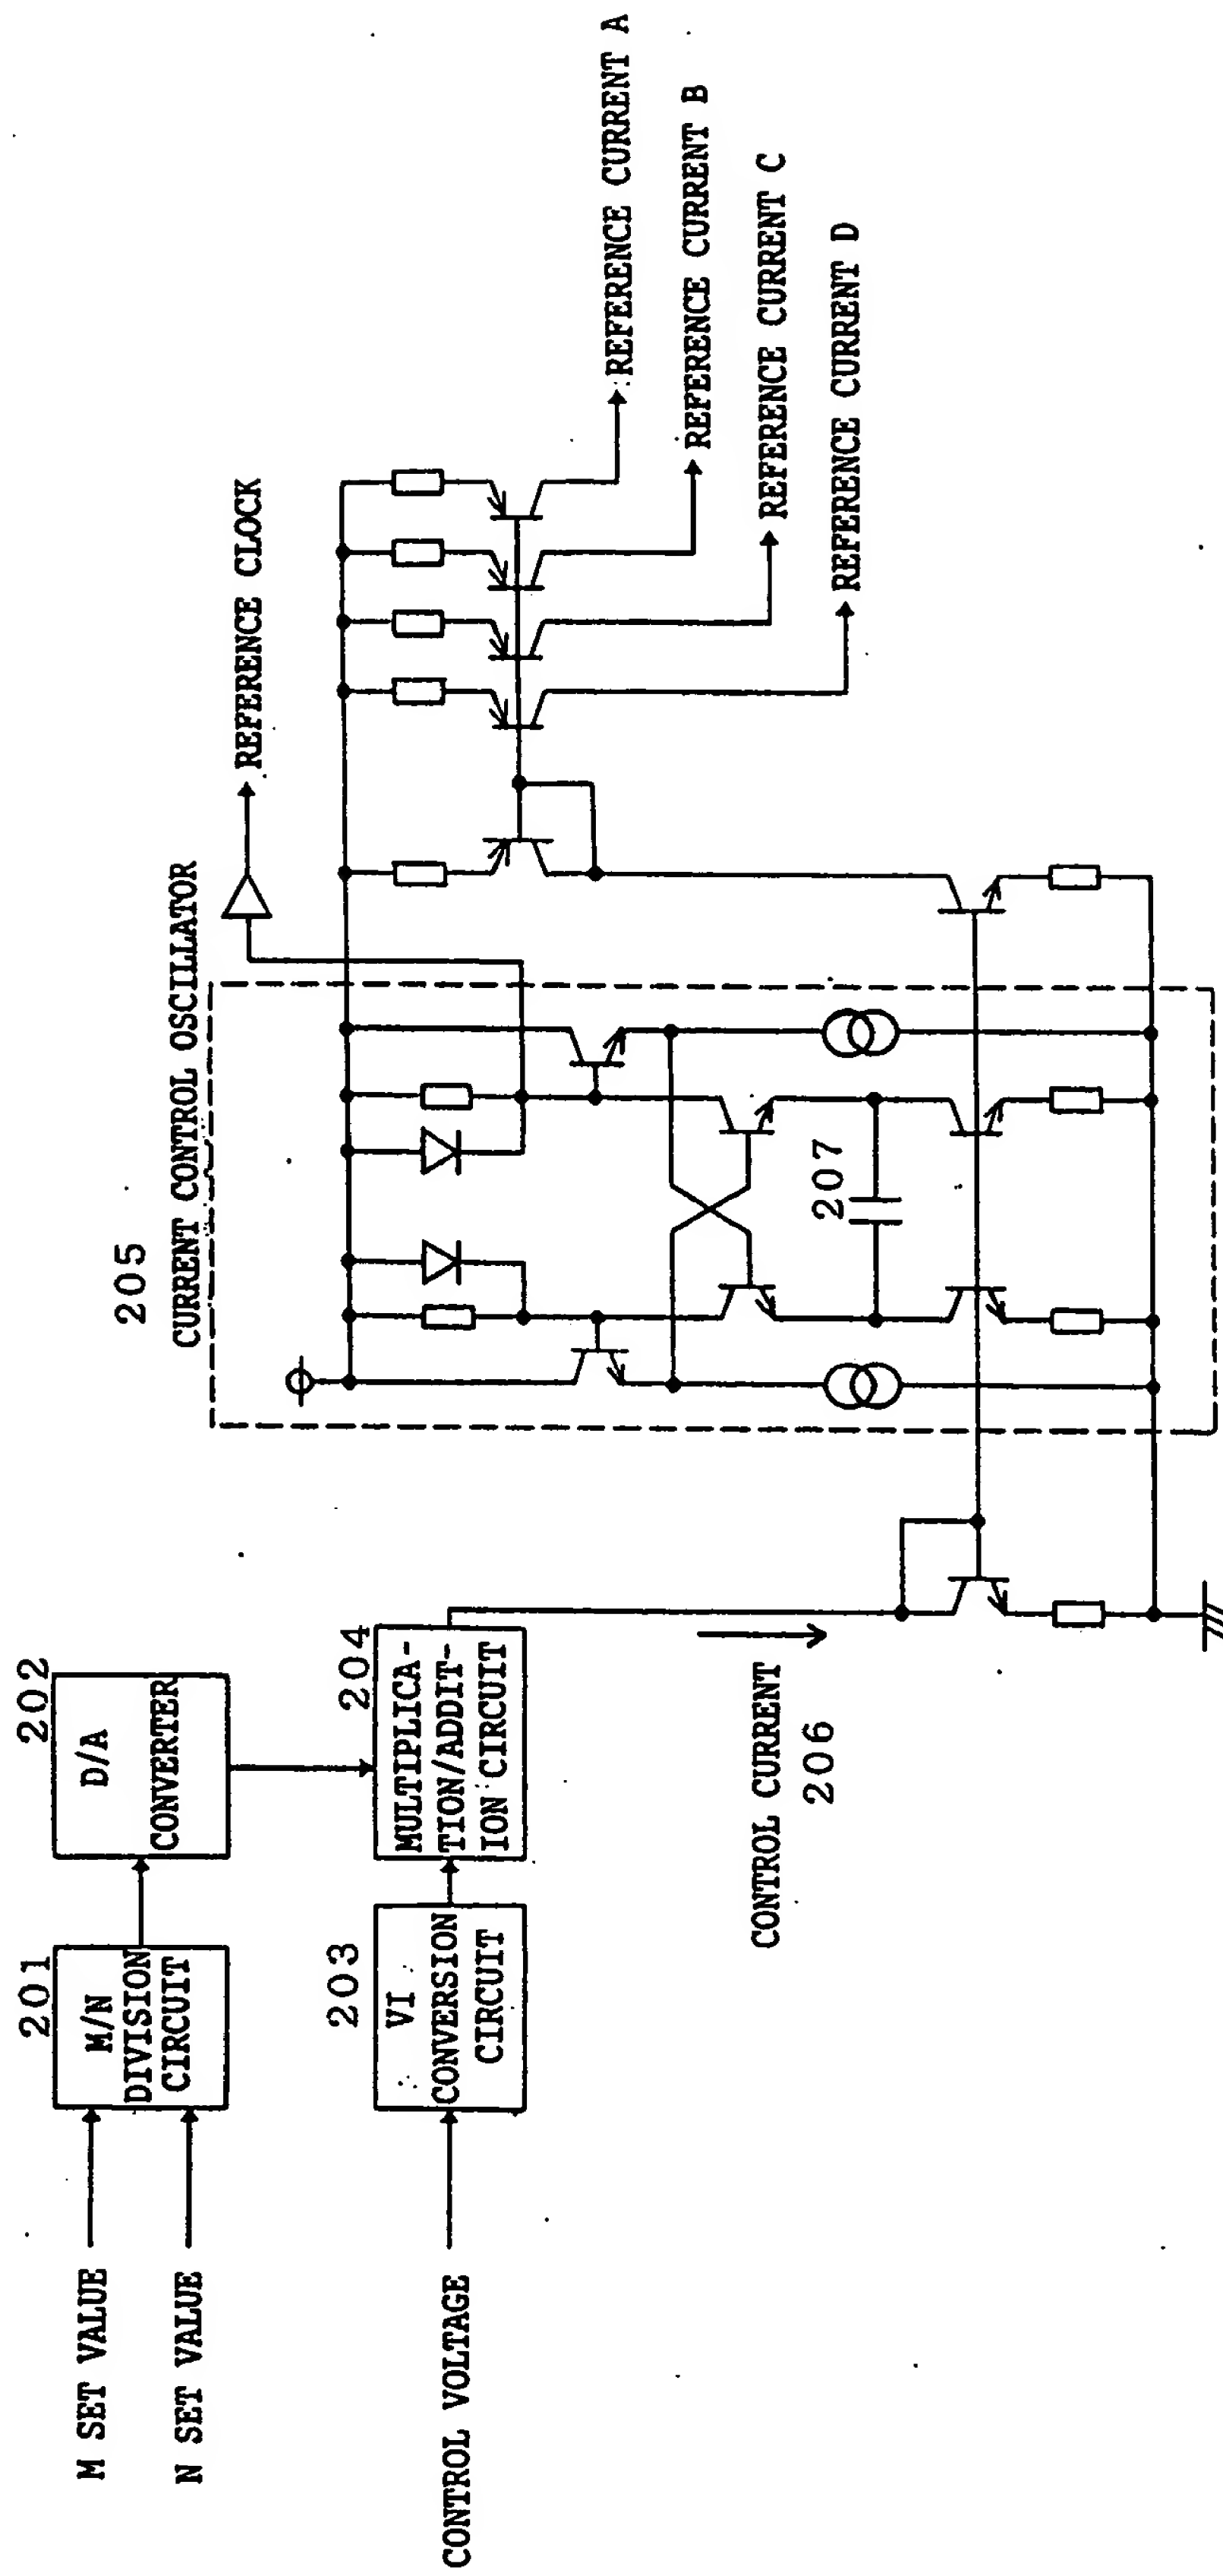 M SET VALUE
N SET VALUE
CONTROL VOLTAGE
201
M/N
DIVISION
CIRCUIT
202
D/A
CONVERTER
203
VI
CONVERSION
CIRCUIT
204
MULTIPLICA-
TION/ADDIT-
ION CIRCUIT
CONTROL CURRENT
206
205
CURRENT CONTROL OSCILLATOR
207
REFERENCE CLOCK
REFERENCE CURRENT A
REFERENCE CURRENT B
REFERENCE CURRENT C
REFERENCE CURRENT D